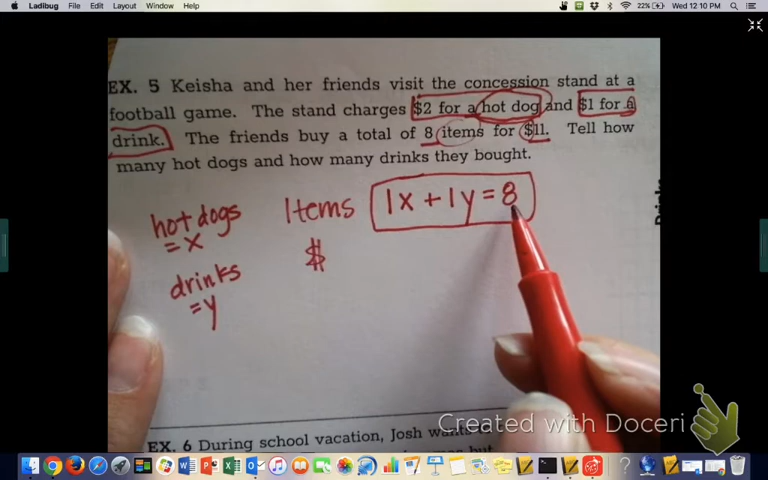 Ladibug File Edit Layout Window Help 22% Wed 12:10 PM
EX. 5 Keisha and her friends visit the concession stand at a
football game. The stand charges $2 for a hot dog and $1 for a
drink. The friends buy a total of 8 items for $11. Tell how
many hot dogs and how many drinks they bought.
hot dogs
=x
Items 1x+1y=8
$
drinks
=y
Drinks
Created with Doceri
EX. 6 During school vacation, Josh wants